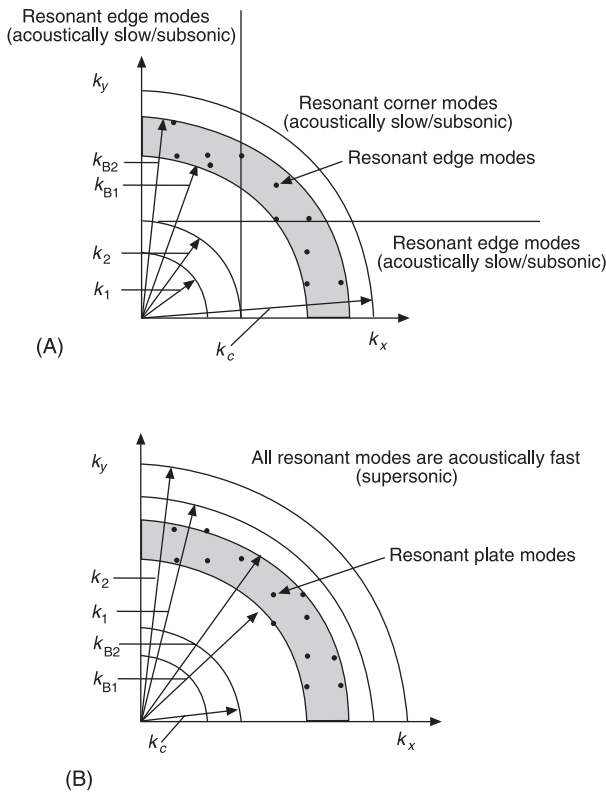 Resonant edge modes
(acoustically slow/subsonic)
k_y
Resonant corner modes
(acoustically slow/subsonic)
Resonant edge modes
k_B2
k_B1
Resonant edge modes
(acoustically slow/subsonic)
k_2
k_1
k_c
k_x
(A)
k_y
All resonant modes are acoustically fast
(supersonic)
Resonant plate modes
k_2
k_1
k_B2
k_B1
k_c
k_x
(B)